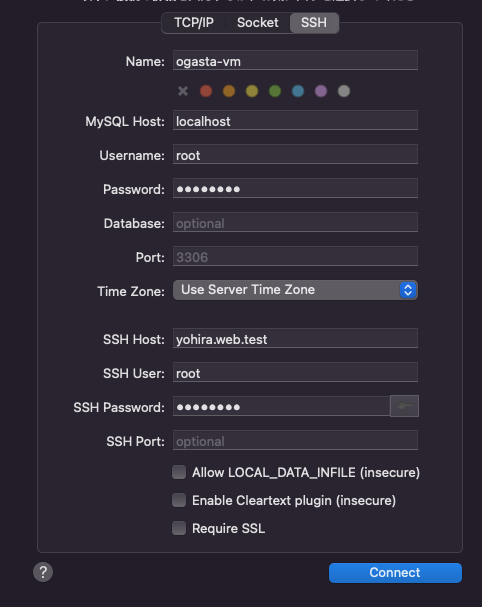 TCP/IP Socket SSH
Name: ogasta-vm
MySQL Host: localhost
Username: root
Password: ●●●●●●●●
Database: optional
Port: 3306
Time Zone: Use Server Time Zone
SSH Host: yohira.web.test
SSH User: root
SSH Password: ●●●●●●●●
SSH Port: optional
Allow LOCAL_DATA_INFILE (insecure)
Enable Cleartext plugin (insecure)
Require SSL
? Connect